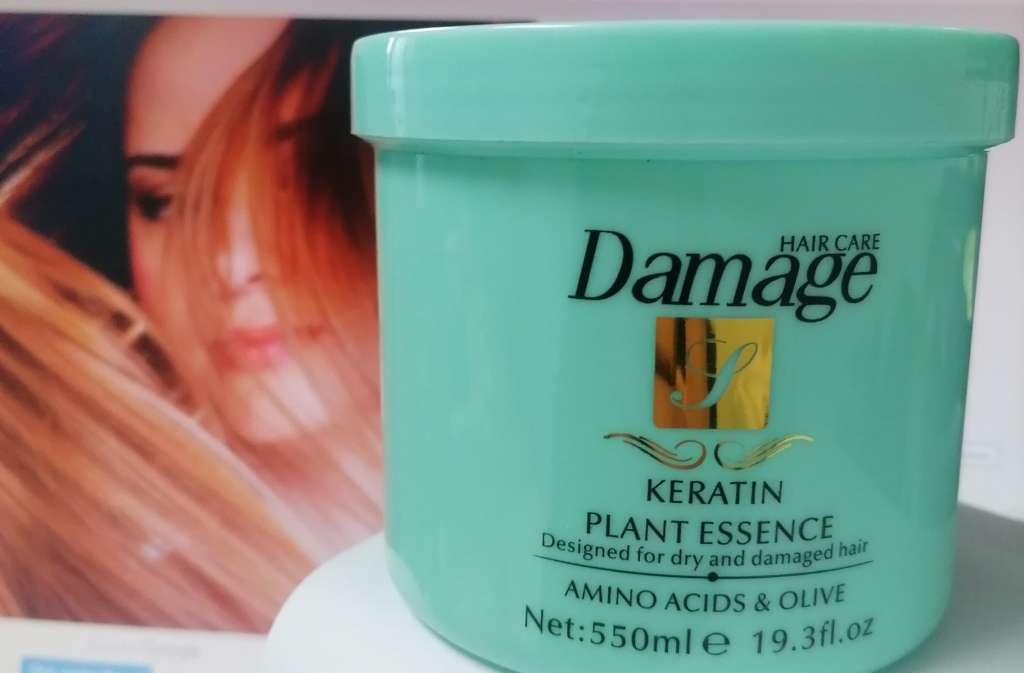 HAIR CARE
Damage
S
KERATIN
PLANT ESSENCE
Designed for dry and damaged hair
AMINO ACIDS & OLIVE
Net:550ml ℮ 19.3fl.oz